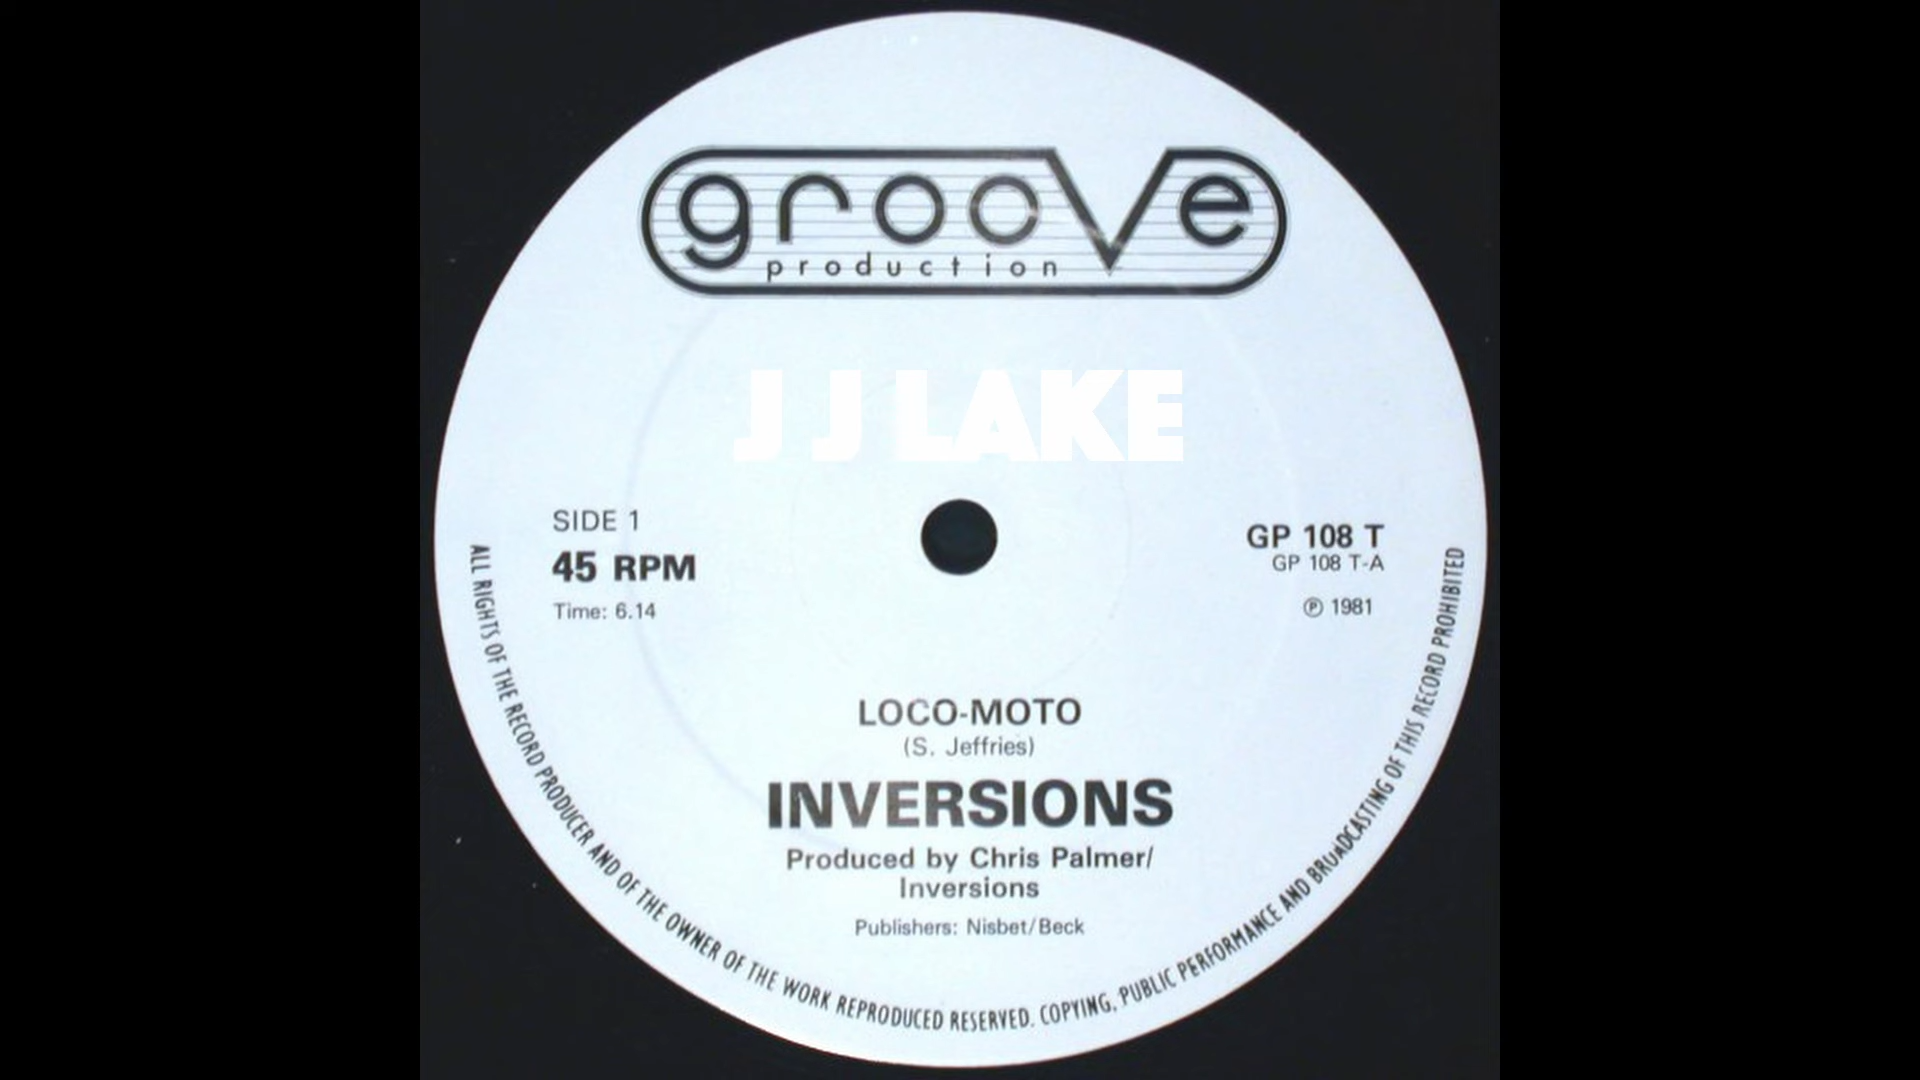 groove
production
J J LAKE
SIDE 1
45 RPM
Time: 6.14
GP 108 T
GP 108 T-A
℗ 1981
LOCO-MOTO
(S. Jeffries)
INVERSIONS
Produced by Chris Palmer/
Inversions
Publishers: Nisbet/Beck
ALL RIGHTS OF THE RECORD PRODUCER AND OF THE OWNER OF THE WORK REPRODUCED RESERVED. COPYING, PUBLIC PERFORMANCE AND BROADCASTING OF THIS RECORD PROHIBITED